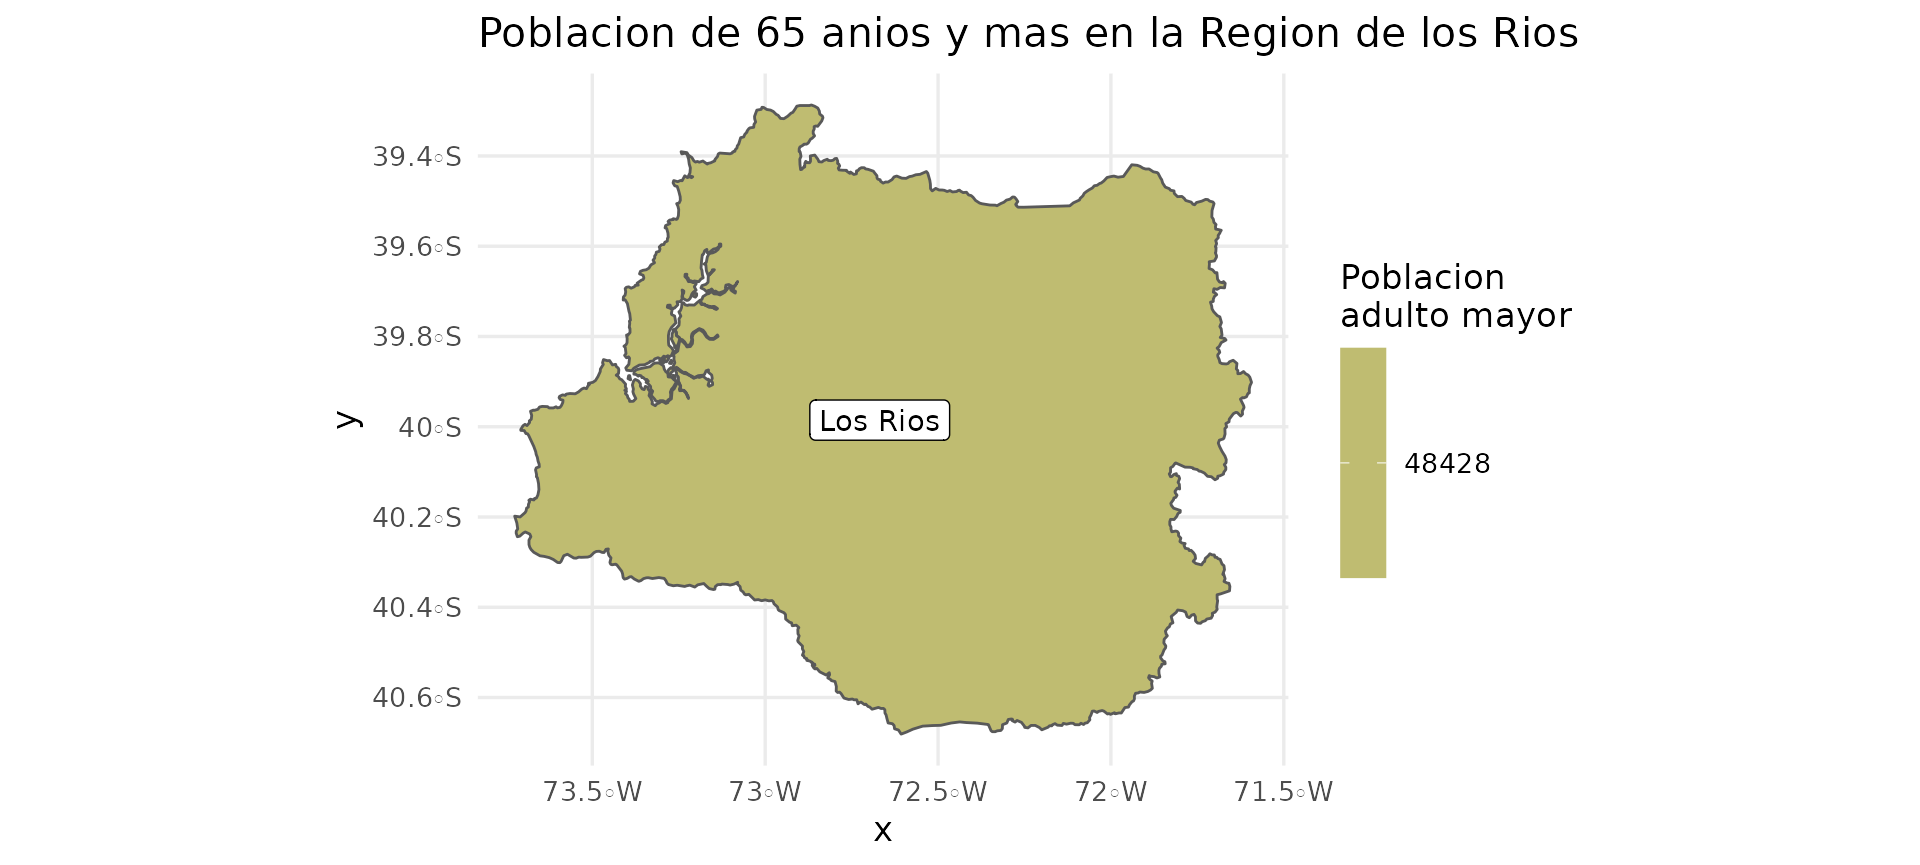 Poblacion de 65 anios y mas en la Region de los Rios
39.4°S
39.6°S
39.8°S
40°S
40.2°S
40.4°S
40.6°S
y
Los Rios
73.5°W
73°W
72.5°W
72°W
71.5°W
x
Poblacion
adulto mayor
48428